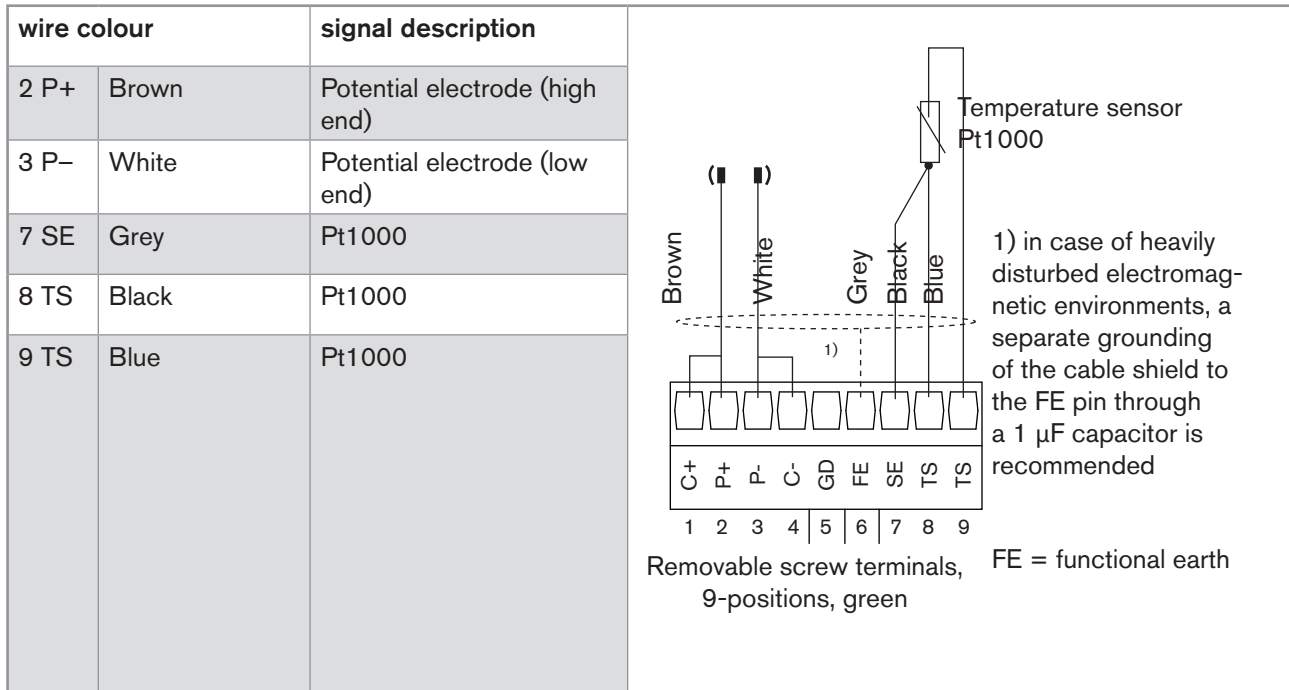 wire colour signal description
2 P+ Brown Potential electrode (high
end)
3 P– White Potential electrode (low
end)
7 SE Grey Pt1000
8 TS Black Pt1000
9 TS Blue Pt1000
Temperature sensor
Pt1000
Brown
White
Grey
Black
Blue
1)
1) in case of heavily
disturbed electromag-
netic environments, a
separate grounding
of the cable shield to
the FE pin through
a 1 µF capacitor is
recommended
C+ P+ P- C- GD FE SE TS TS
1 2 3 4 5 6 7 8 9
Removable screw terminals,
9-positions, green
FE = functional earth